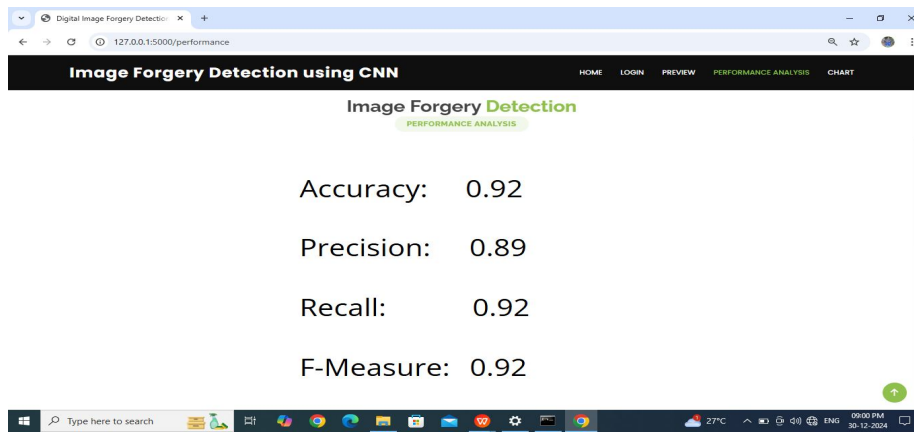 Digital Image Forgery Detectio
127.0.0.1:5000/performance
Image Forgery Detection using CNN
HOME LOGIN PREVIEW PERFORMANCE ANALYSIS CHART
Image Forgery Detection
PERFORMANCE ANALYSIS
Accuracy: 0.92
Precision: 0.89
Recall: 0.92
F-Measure: 0.92
Type here to search
27°C
ENG
09:00 PM
30-12-2024